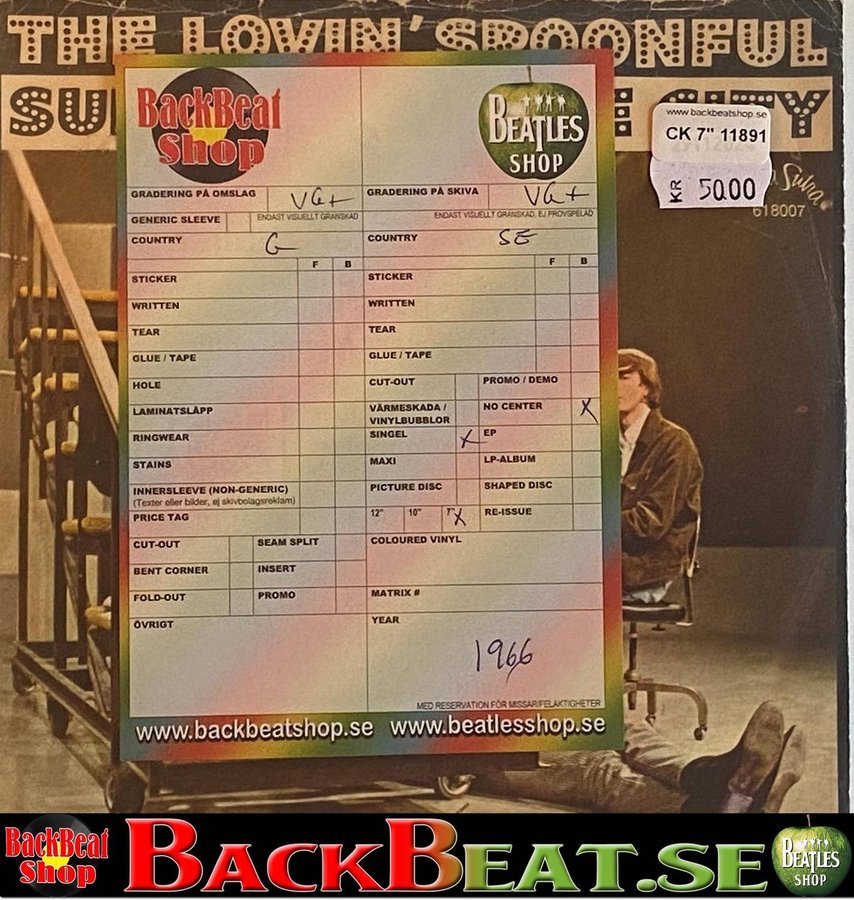 THE LOVIN' SPOONFUL
SU E CITY
BackBeat
Shop
BEATLES
SHOP
www.backbeatshop.se
CK 7" 11891
KR 50.00
618007
GRADERING PÅ OMSLAG VG+
GRADERING PÅ SKIVA VG+
GENERIC SLEEVE ENDAST VISUELLT GRANSKAD
ENDAST VISUELLT GRANSKAD, EJ PROVSPELAD
COUNTRY G
COUNTRY SE
F B
F B
STICKER
STICKER
WRITTEN
WRITTEN
TEAR
TEAR
GLUE / TAPE
GLUE / TAPE
HOLE
CUT-OUT PROMO / DEMO
LAMINATSLÄPP
VÄRMESKADA /
VINYLBUBBLOR
NO CENTER X
RINGWEAR
SINGEL X EP
STAINS
MAXI LP-ALBUM
INNERSLEEVE (NON-GENERIC)
(Texter eller bilder, ej skivbolagsreklam)
PICTURE DISC SHAPED DISC
PRICE TAG
12" 10" 7" X RE-ISSUE
CUT-OUT BEAM SPLIT
COLOURED VINYL
BENT CORNER INSERT
FOLD-OUT PROMO
MATRIX #
ÖVRIGT
YEAR
1966
MED RESERVATION FÖR MISSAR/FELAKTIGHETER
www.backbeatshop.se www.beatlesshop.se
BackBeat
Shop
BACKBEAT.SE
BEATLES
SHOP